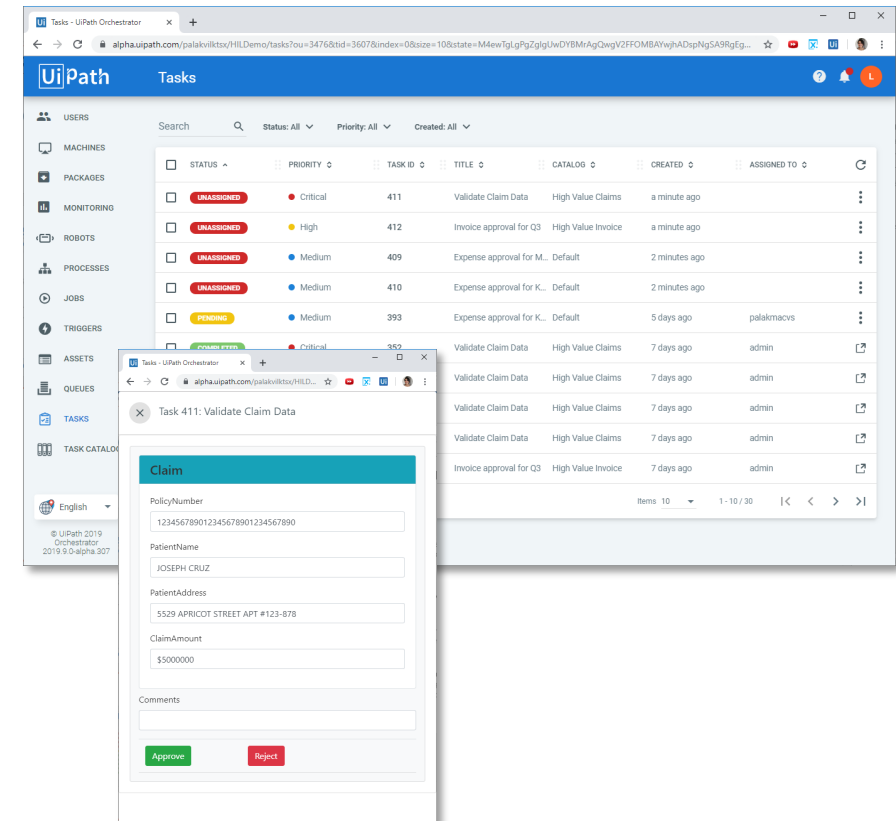 Tasks - UiPath Orchestrator
alpha.uipath.com/palakvilktsx/HILDemo/tasks?ou=3476&tid=3607&index=0&size=10&state=M4ewTgLgPgZglgUwDYBMrAgQwgV2FFOMBAYwjhADspNgSA9RgEg...
UiPath Tasks
L
USERS
MACHINES
PACKAGES
MONITORING
ROBOTS
PROCESSES
JOBS
TRIGGERS
ASSETS
QUEUES
TASKS
TASK CATALO
English
© UiPath 2019
Orchestrator
2019.9.0-alpha.307
Search Status: All Priority: All Created: All
STATUS PRIORITY TASK ID TITLE CATALOG CREATED ASSIGNED TO
UNASSIGNED Critical 411 Validate Claim Data High Value Claims a minute ago
UNASSIGNED High 412 Invoice approval for Q3 High Value Invoice a minute ago
UNASSIGNED Medium 409 Expense approval for M... Default 2 minutes ago
UNASSIGNED Medium 410 Expense approval for K... Default 2 minutes ago
PENDING Medium 393 Expense approval for K... Default 5 days ago palakmacvs
COMPLETED Critical 352 Validate Claim Data High Value Claims 7 days ago admin
Validate Claim Data High Value Claims 7 days ago admin
Validate Claim Data High Value Claims 7 days ago admin
Validate Claim Data High Value Claims 7 days ago admin
Invoice approval for Q3 High Value Invoice 7 days ago admin
Items 10 1 - 10 / 30
Tasks - UiPath Orchestrator
alpha.uipath.com/palakvilktsx/HILD...
Task 411: Validate Claim Data
Claim
PolicyNumber
123456789012345678901234567890
PatientName
JOSEPH CRUZ
PatientAddress
5529 APRICOT STREET APT #123-878
ClaimAmount
$5000000
Comments
Approve Reject